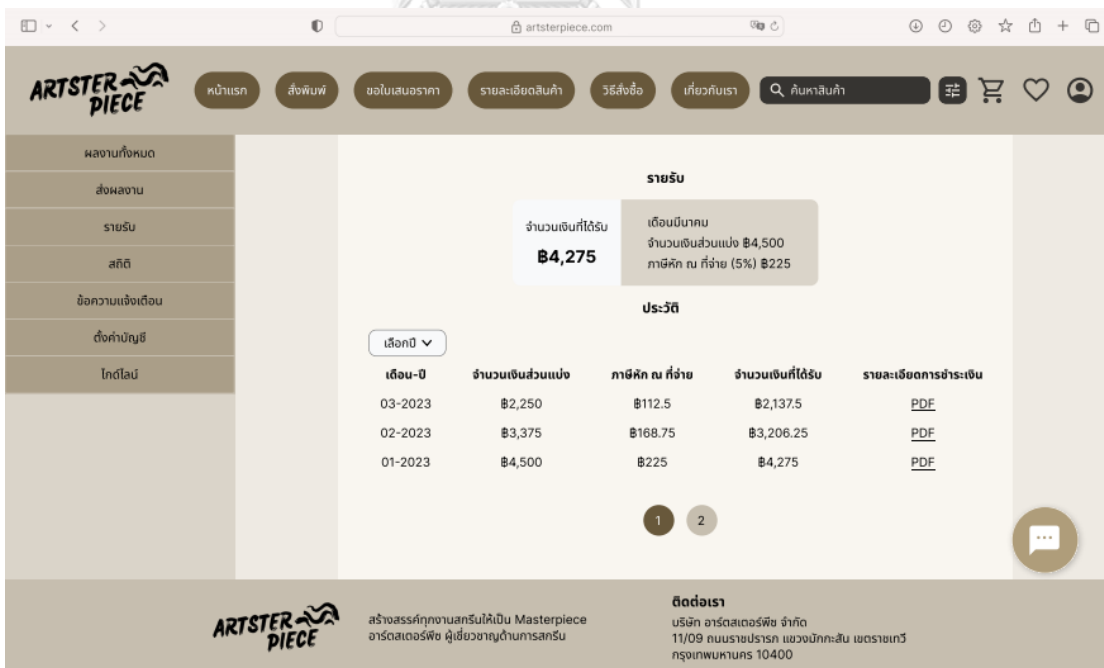 artsterpiece.com
ARTSTER
PIECE
หน้าแรก สั่งพิมพ์ ขอใบเสนอราคา รายละเอียดสินค้า วิธีสั่งซื้อ เกี่ยวกับเรา ค้นหาสินค้า
ผลงานทั้งหมด
ส่งผลงาน
รายรับ
สถิติ
ข้อความแจ้งเตือน
ตั้งค่าบัญชี
ไกด์ไลน์
รายรับ
จำนวนเงินที่ได้รับ
฿4,275
เดือนมีนาคม
จำนวนเงินส่วนแบ่ง ฿4,500
ภาษีหัก ณ ที่จ่าย (5%) ฿225
ประวัติ
เลือกปี
เดือน-ปี จำนวนเงินส่วนแบ่ง ภาษีหัก ณ ที่จ่าย จำนวนเงินที่ได้รับ รายละเอียดการชำระเงิน
03-2023 ฿2,250 ฿112.5 ฿2,137.5 PDF
02-2023 ฿3,375 ฿168.75 ฿3,206.25 PDF
01-2023 ฿4,500 ฿225 ฿4,275 PDF
1 2
ARTSTER
PIECE
สร้างสรรค์ทุกงานสกรีนให้เป็น Masterpiece
อาร์ตสเตอร์พีซ ผู้เชี่ยวชาญด้านการสกรีน
ติดต่อเรา
บริษัท อาร์ตสเตอร์พีซ จำกัด
11/09 ถนนราชปรารภ แขวงมักกะสัน เขตราชเทวี
กรุงเทพมหานคร 10400